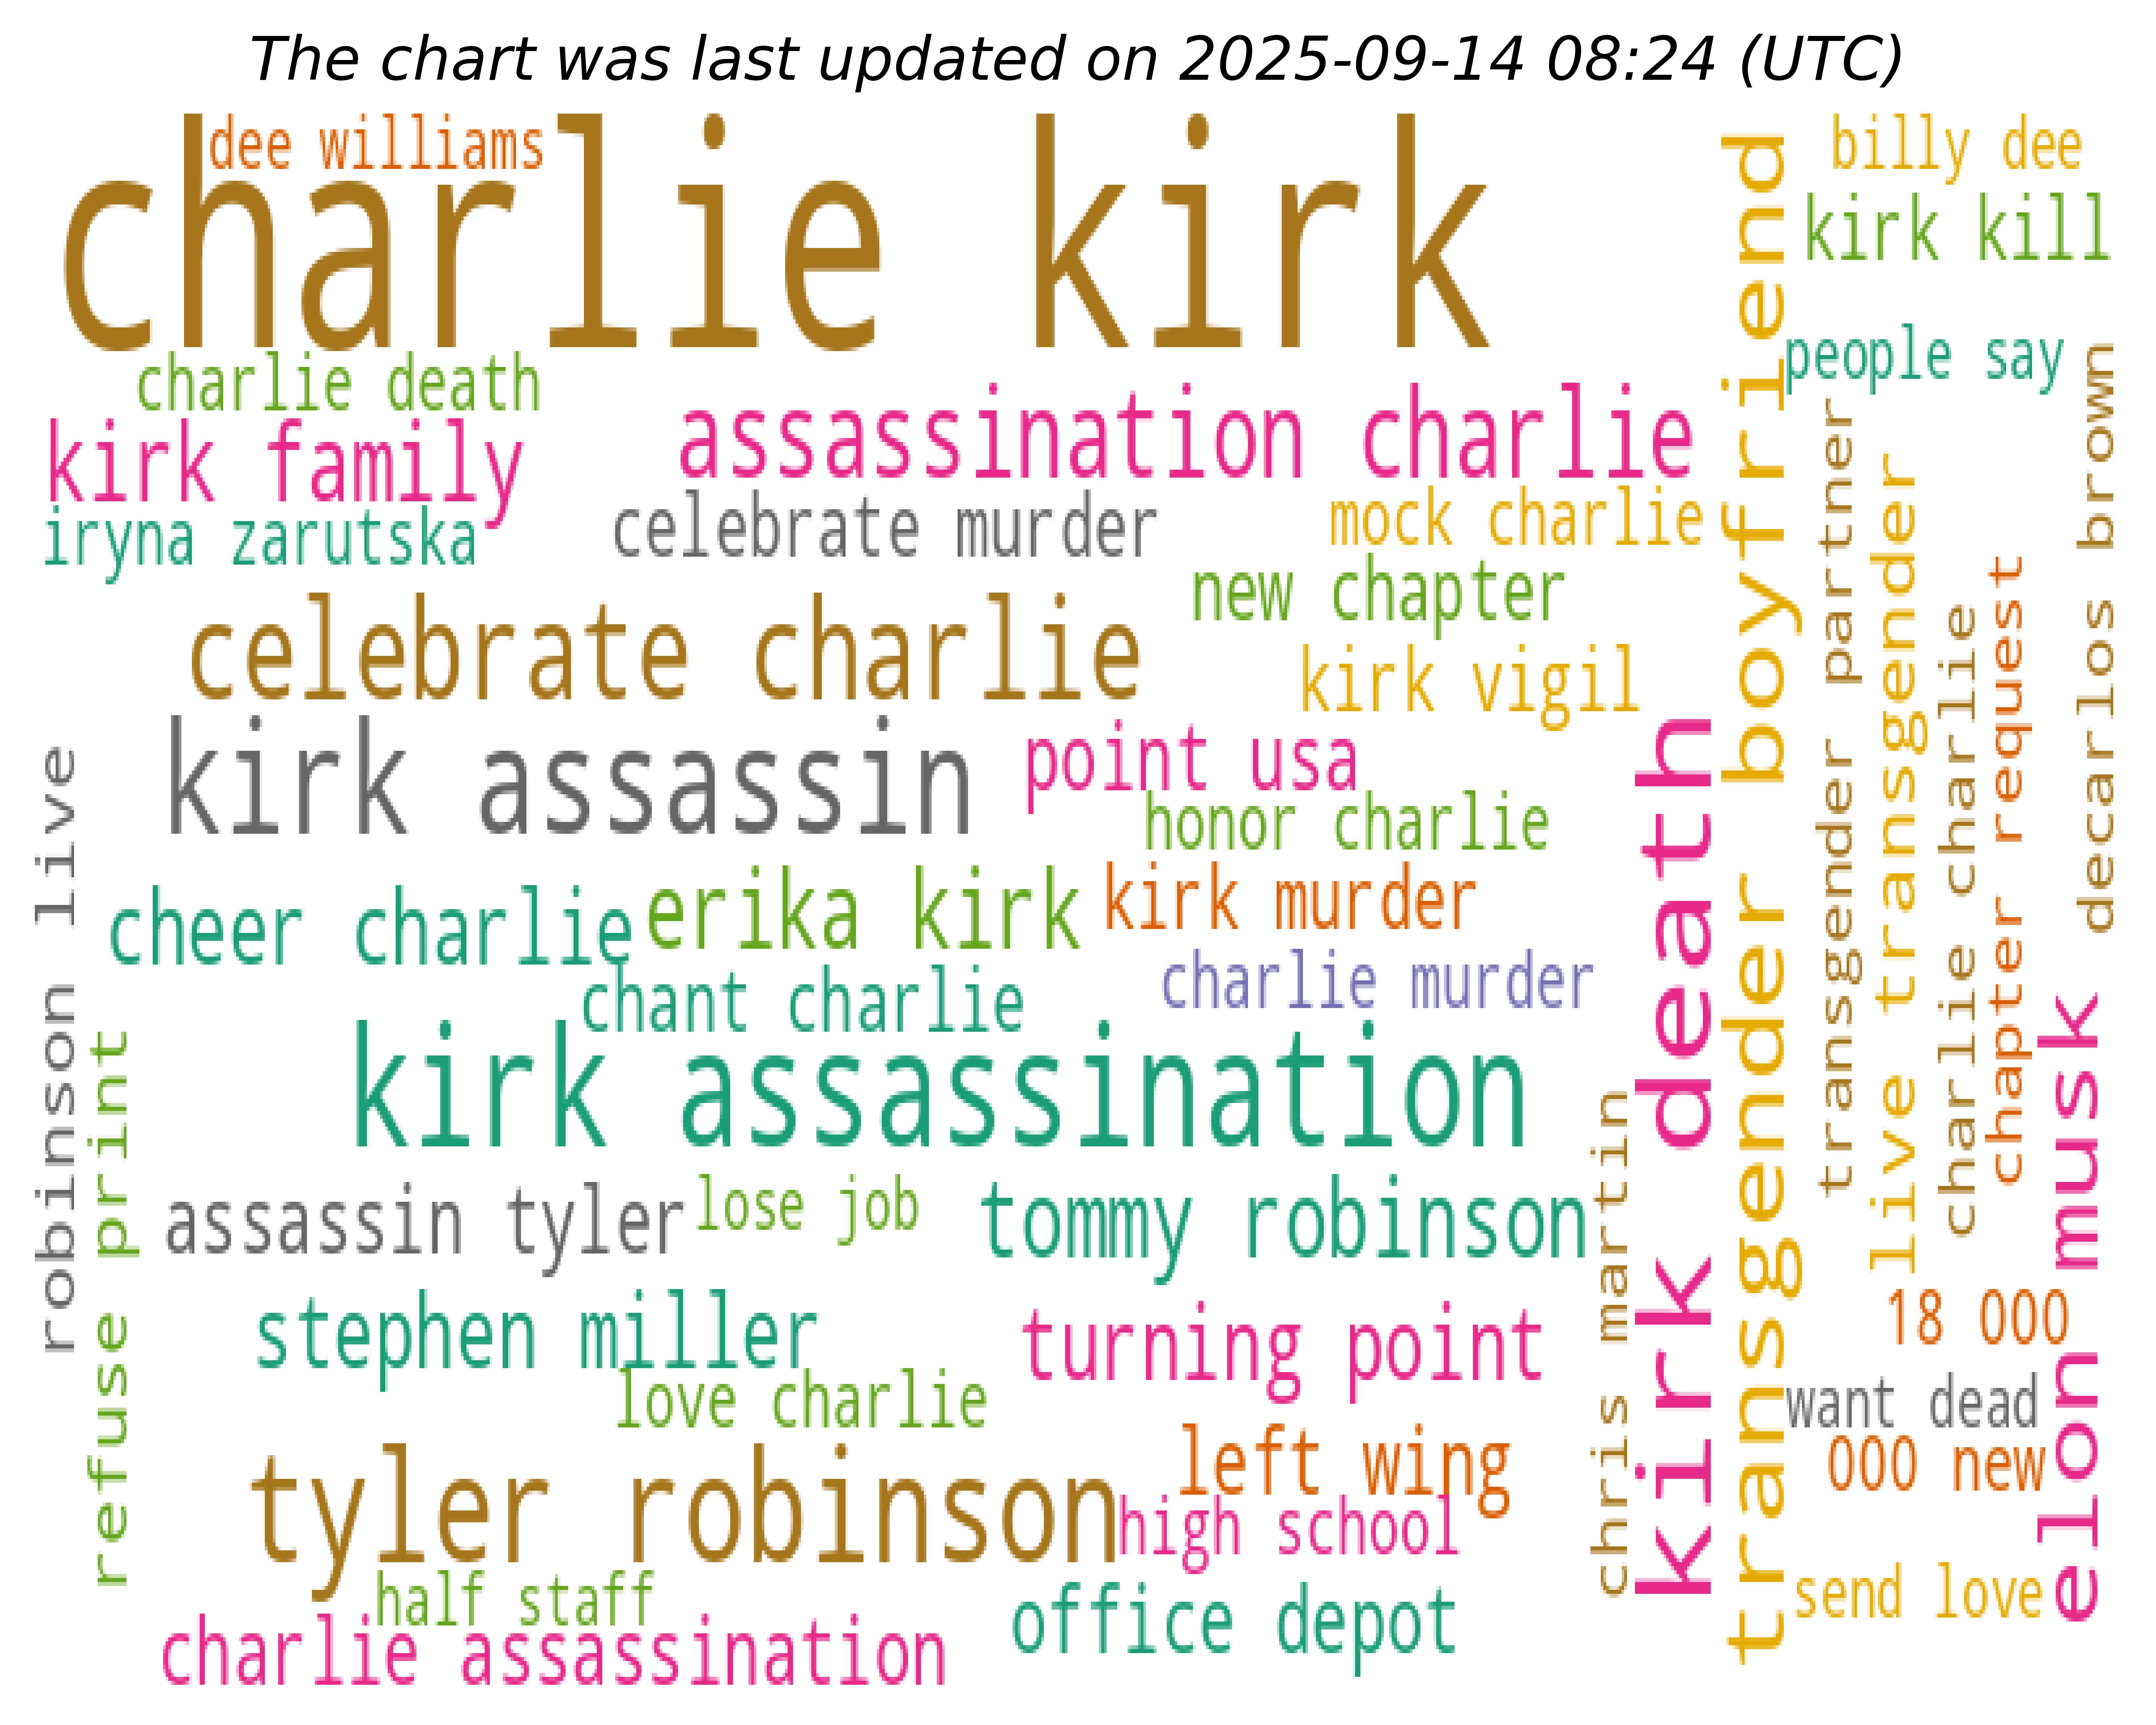 The chart was last updated on 2025-09-14 08:24 (UTC)
dee williams
charlie kirk
billy dee
kirk kill
people say
charlie death
assassination charlie
kirk family
iryna zarutska
celebrate murder
mock charlie
new chapter
celebrate charlie
kirk vigil
kirk assassin
point usa
honor charlie
cheer charlie
erika kirk
kirk murder
chant charlie
charlie murder
kirk assassination
assassin tyler
lose job
tommy robinson
stephen miller
turning point
love charlie
left wing
tyler robinson
high school
half staff
office depot
charlie assassination
robinson live
refuse print
chris martin
kirk death
transgender boyfriend
transgender partner
live transgender
charlie charlie
chapter request
decarlos brown
elon musk
18 000
want dead
000 new
send love